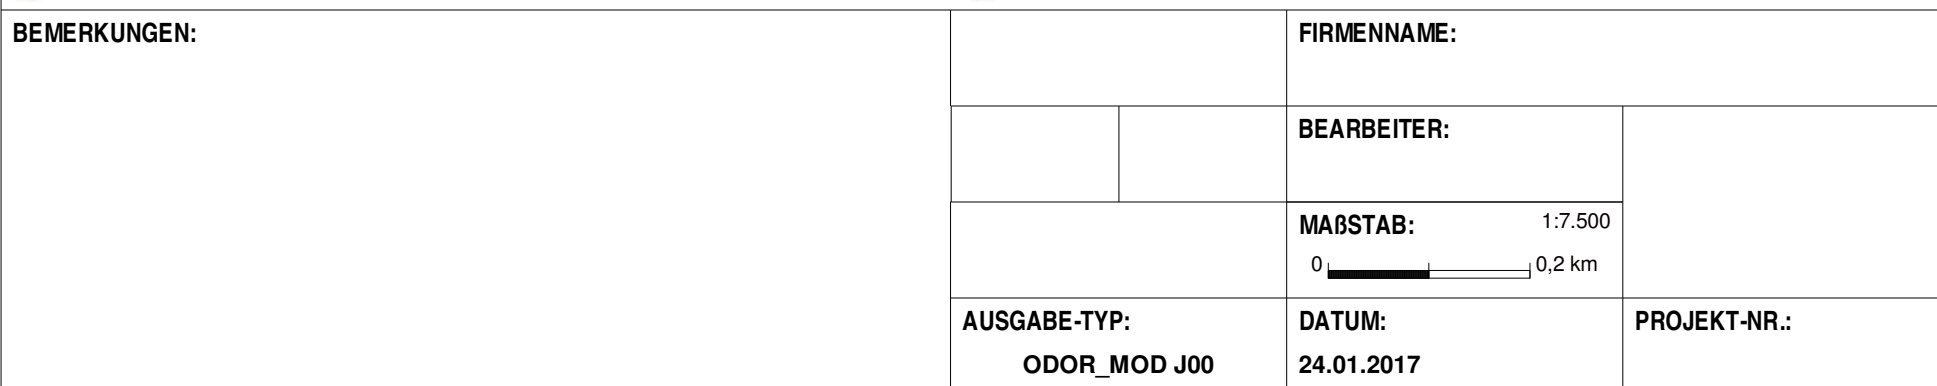 BEMERKUNGEN:
FIRMENNAME:
BEARBEITER:
MAßSTAB:
1:7.500
0
0,2 km
AUSGABE-TYP:
ODOR_MOD J00
DATUM:
24.01.2017
PROJEKT-NR.: